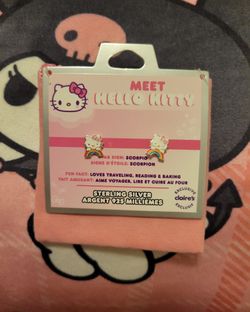 MEET
HELLO KITTY
STAR SIGN: SCORPIO
SIGNE D'ÉTOILE: SCORPION
FUN FACT: LOVES TRAVELING, READING & BAKING
FAIT AMUSANT: AIME VOYAGER, LIRE ET CUIRE AU FOUR
STERLING SILVER
ARGENT 925 MILLIÈMES
EXCLUSIVE
claire's
EXCLUSIF